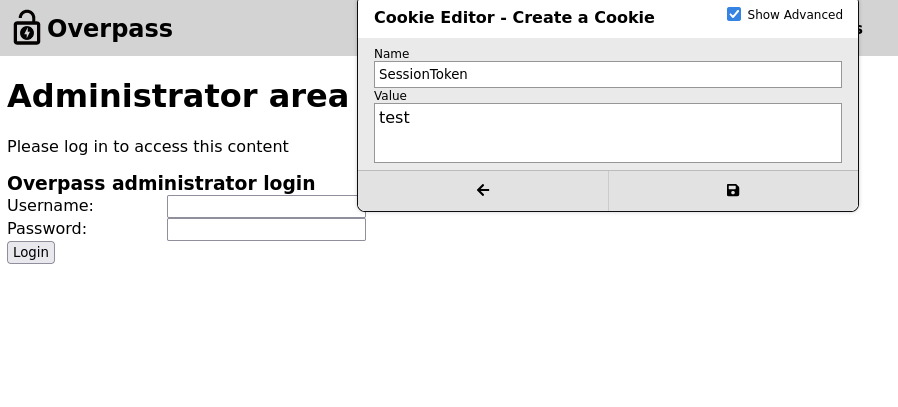 Overpass
Administrator area
Please log in to access this content
Overpass administrator login
Username:
Password:
Login
Cookie Editor - Create a Cookie
Show Advanced
Name
SessionToken
Value
test